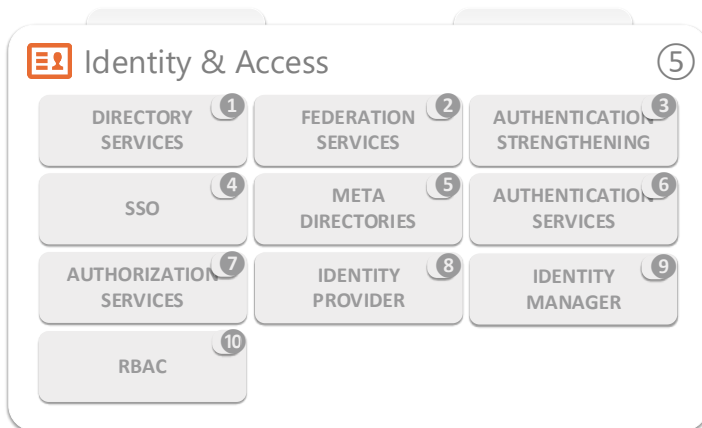 Identity & Access
5
DIRECTORY
SERVICES
1
FEDERATION
SERVICES
2
AUTHENTICATION
STRENGTHENING
3
SSO
4
META
DIRECTORIES
5
AUTHENTICATION
SERVICES
6
AUTHORIZATION
SERVICES
7
IDENTITY
PROVIDER
8
IDENTITY
MANAGER
9
RBAC
10